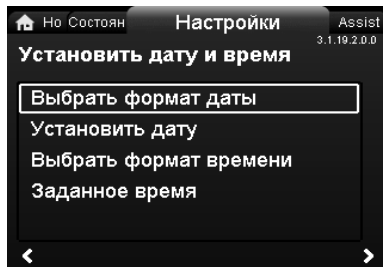 Но Состоян Настройки Assist
3.1.19.2.0.0
Установить дату и время
Выбрать формат даты
Установить дату
Выбрать формат времени
Заданное время